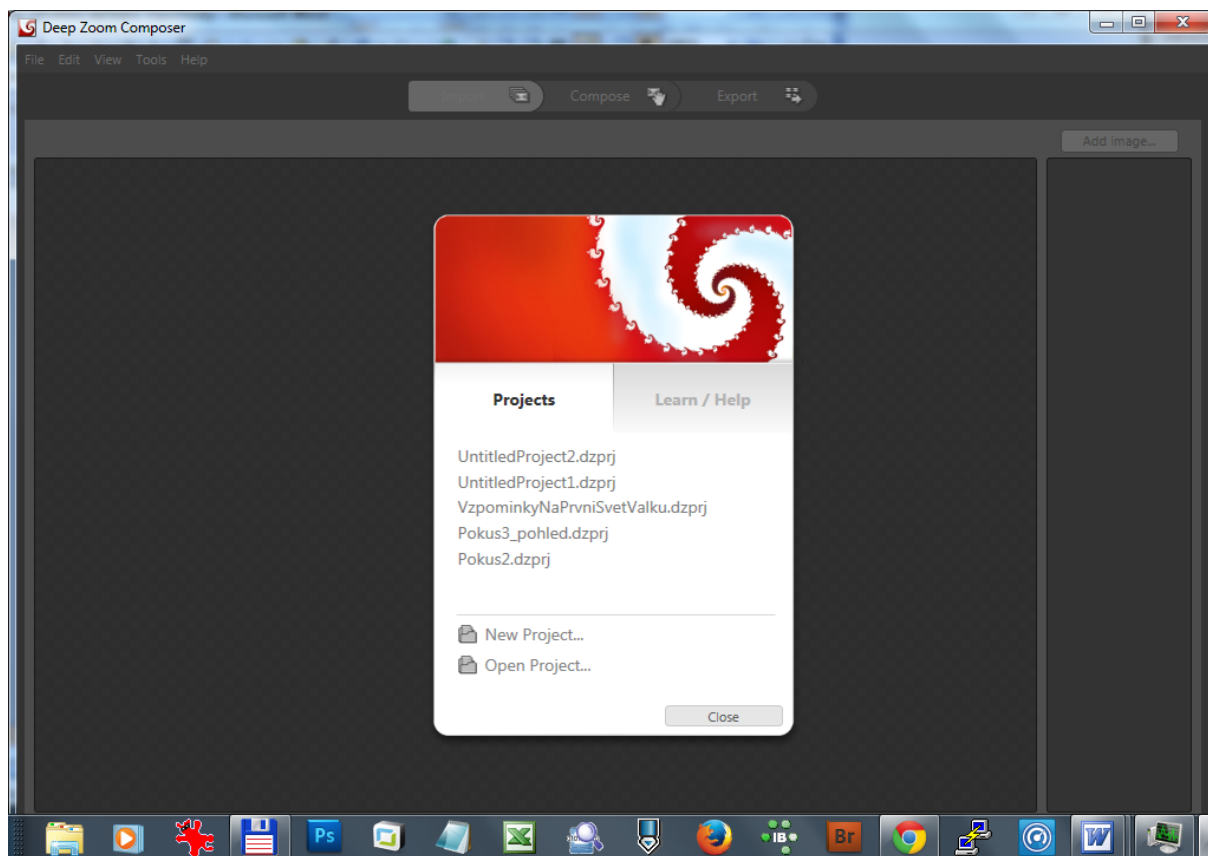 Deep Zoom Composer
File Edit View Tools Help
Import Compose Export
Add image...
Projects Learn / Help
UntitledProject2.dzprj
UntitledProject1.dzprj
VzpominkyNaPrvniSvetValku.dzprj
Pokus3_pohled.dzprj
Pokus2.dzprj
New Project...
Open Project...
Close
Ps IB Br W